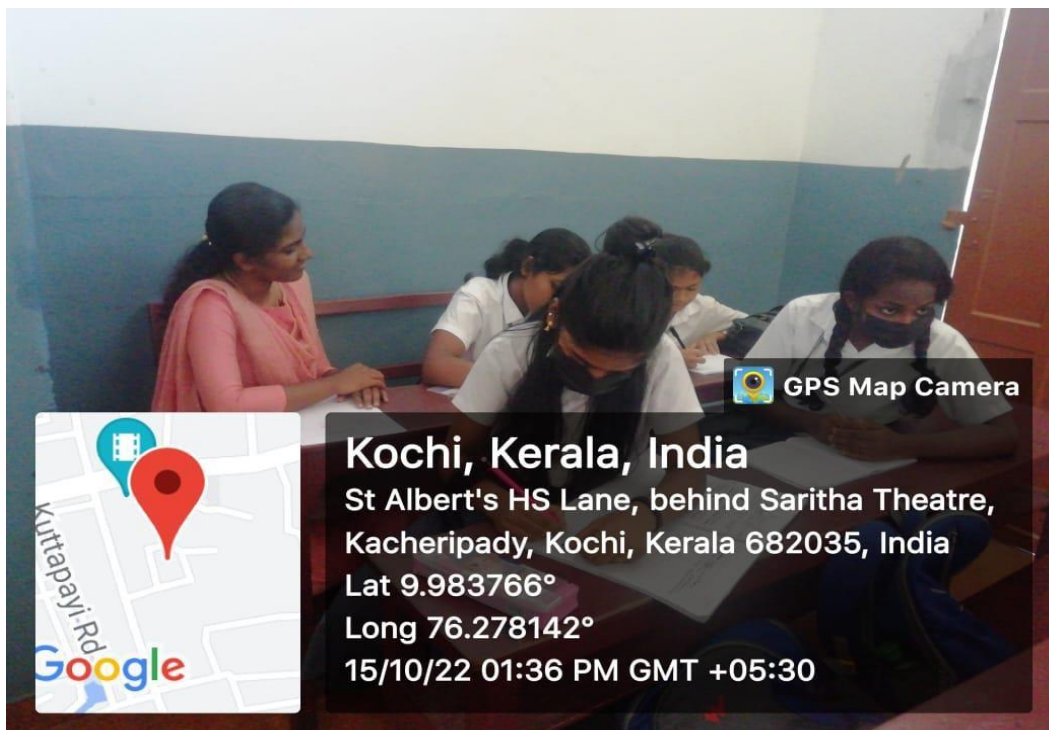 GPS Map Camera
Kochi, Kerala, India
St Albert's HS Lane, behind Saritha Theatre,
Kacheripady, Kochi, Kerala 682035, India
Lat 9.983766°
Long 76.278142°
15/10/22 01:36 PM GMT +05:30
Kuttapayi-Rd
Google